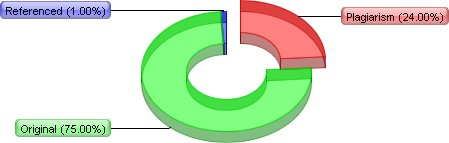 Referenced (1.00%)
Plagiarism (24.00%)
Original (75.00%)